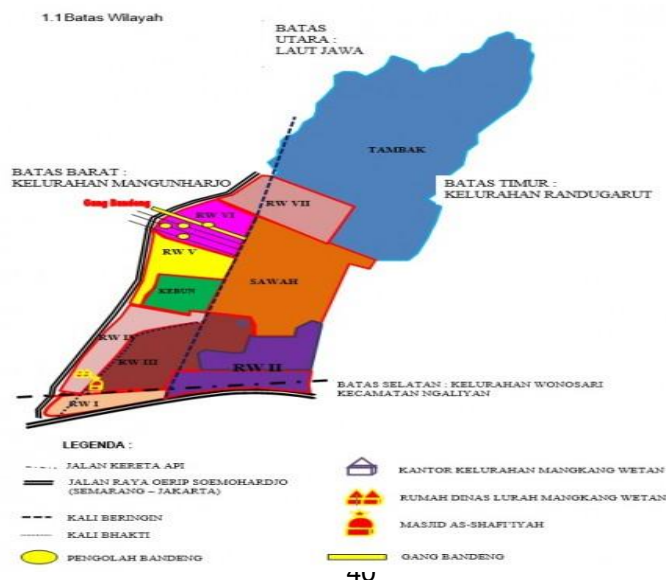 1.1 Batas Wilayah
BATAS
UTARA :
LAUT JAWA
TAMBAK
BATAS BARAT :
KELURAHAN MANGUNHARJO
BATAS TIMUR :
KELURAHAN RANDUGARUT
Gang Bandeng
RW VI
RW VII
RW V
KEBUN
SAWAH
RW IV
RW III
RW II
RW I
BATAS SELATAN : KELURAHAN WONOSARI
KECAMATAN NGALIYAN
LEGENDA :
JALAN KERETA API
JALAN RAYA OERIP SOEMOHARDJO
(SEMARANG – JAKARTA)
KALI BERINGIN
KALI BHAKTI
PENGOLAH BANDENG
KANTOR KELURAHAN MANGKANG WETAN
RUMAH DINAS LURAH MANGKANG WETAN
MASJID AS-SHAFI'IYAH
GANG BANDENG
40